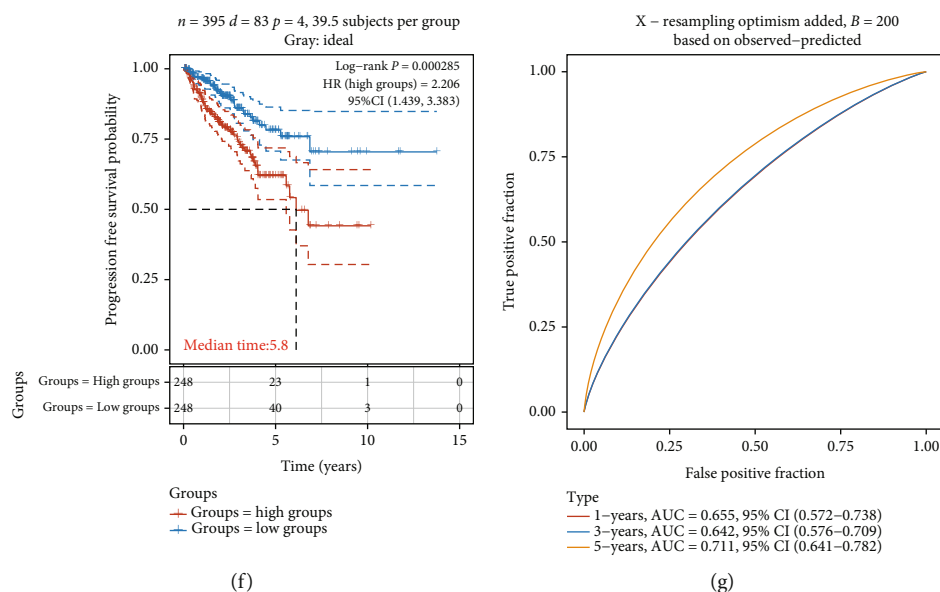 n = 395 d = 83 p = 4, 39.5 subjects per group
Gray: ideal
Log−rank P = 0.000285
HR (high groups) = 2.206
95%CI (1.439, 3.383)
Progression free survival probability
1.00
0.75
0.50
0.25
0.00
Median time:5.8
Groups
Groups = High groups
248 23 1 0
Groups = Low groups
248 40 3 0
0 5 10 15
Time (years)
Groups
Groups = high groups
Groups = low groups
(f)
X − resampling optimism added, B = 200
based on observed−predicted
True positive fraction
1.00
0.75
0.50
0.25
0.00
0.00 0.25 0.50 0.75 1.00
False positive fraction
Type
1−years, AUC = 0.655, 95% CI (0.572−0.738)
3−years, AUC = 0.642, 95% CI (0.576−0.709)
5−years, AUC = 0.711, 95% CI (0.641−0.782)
(g)